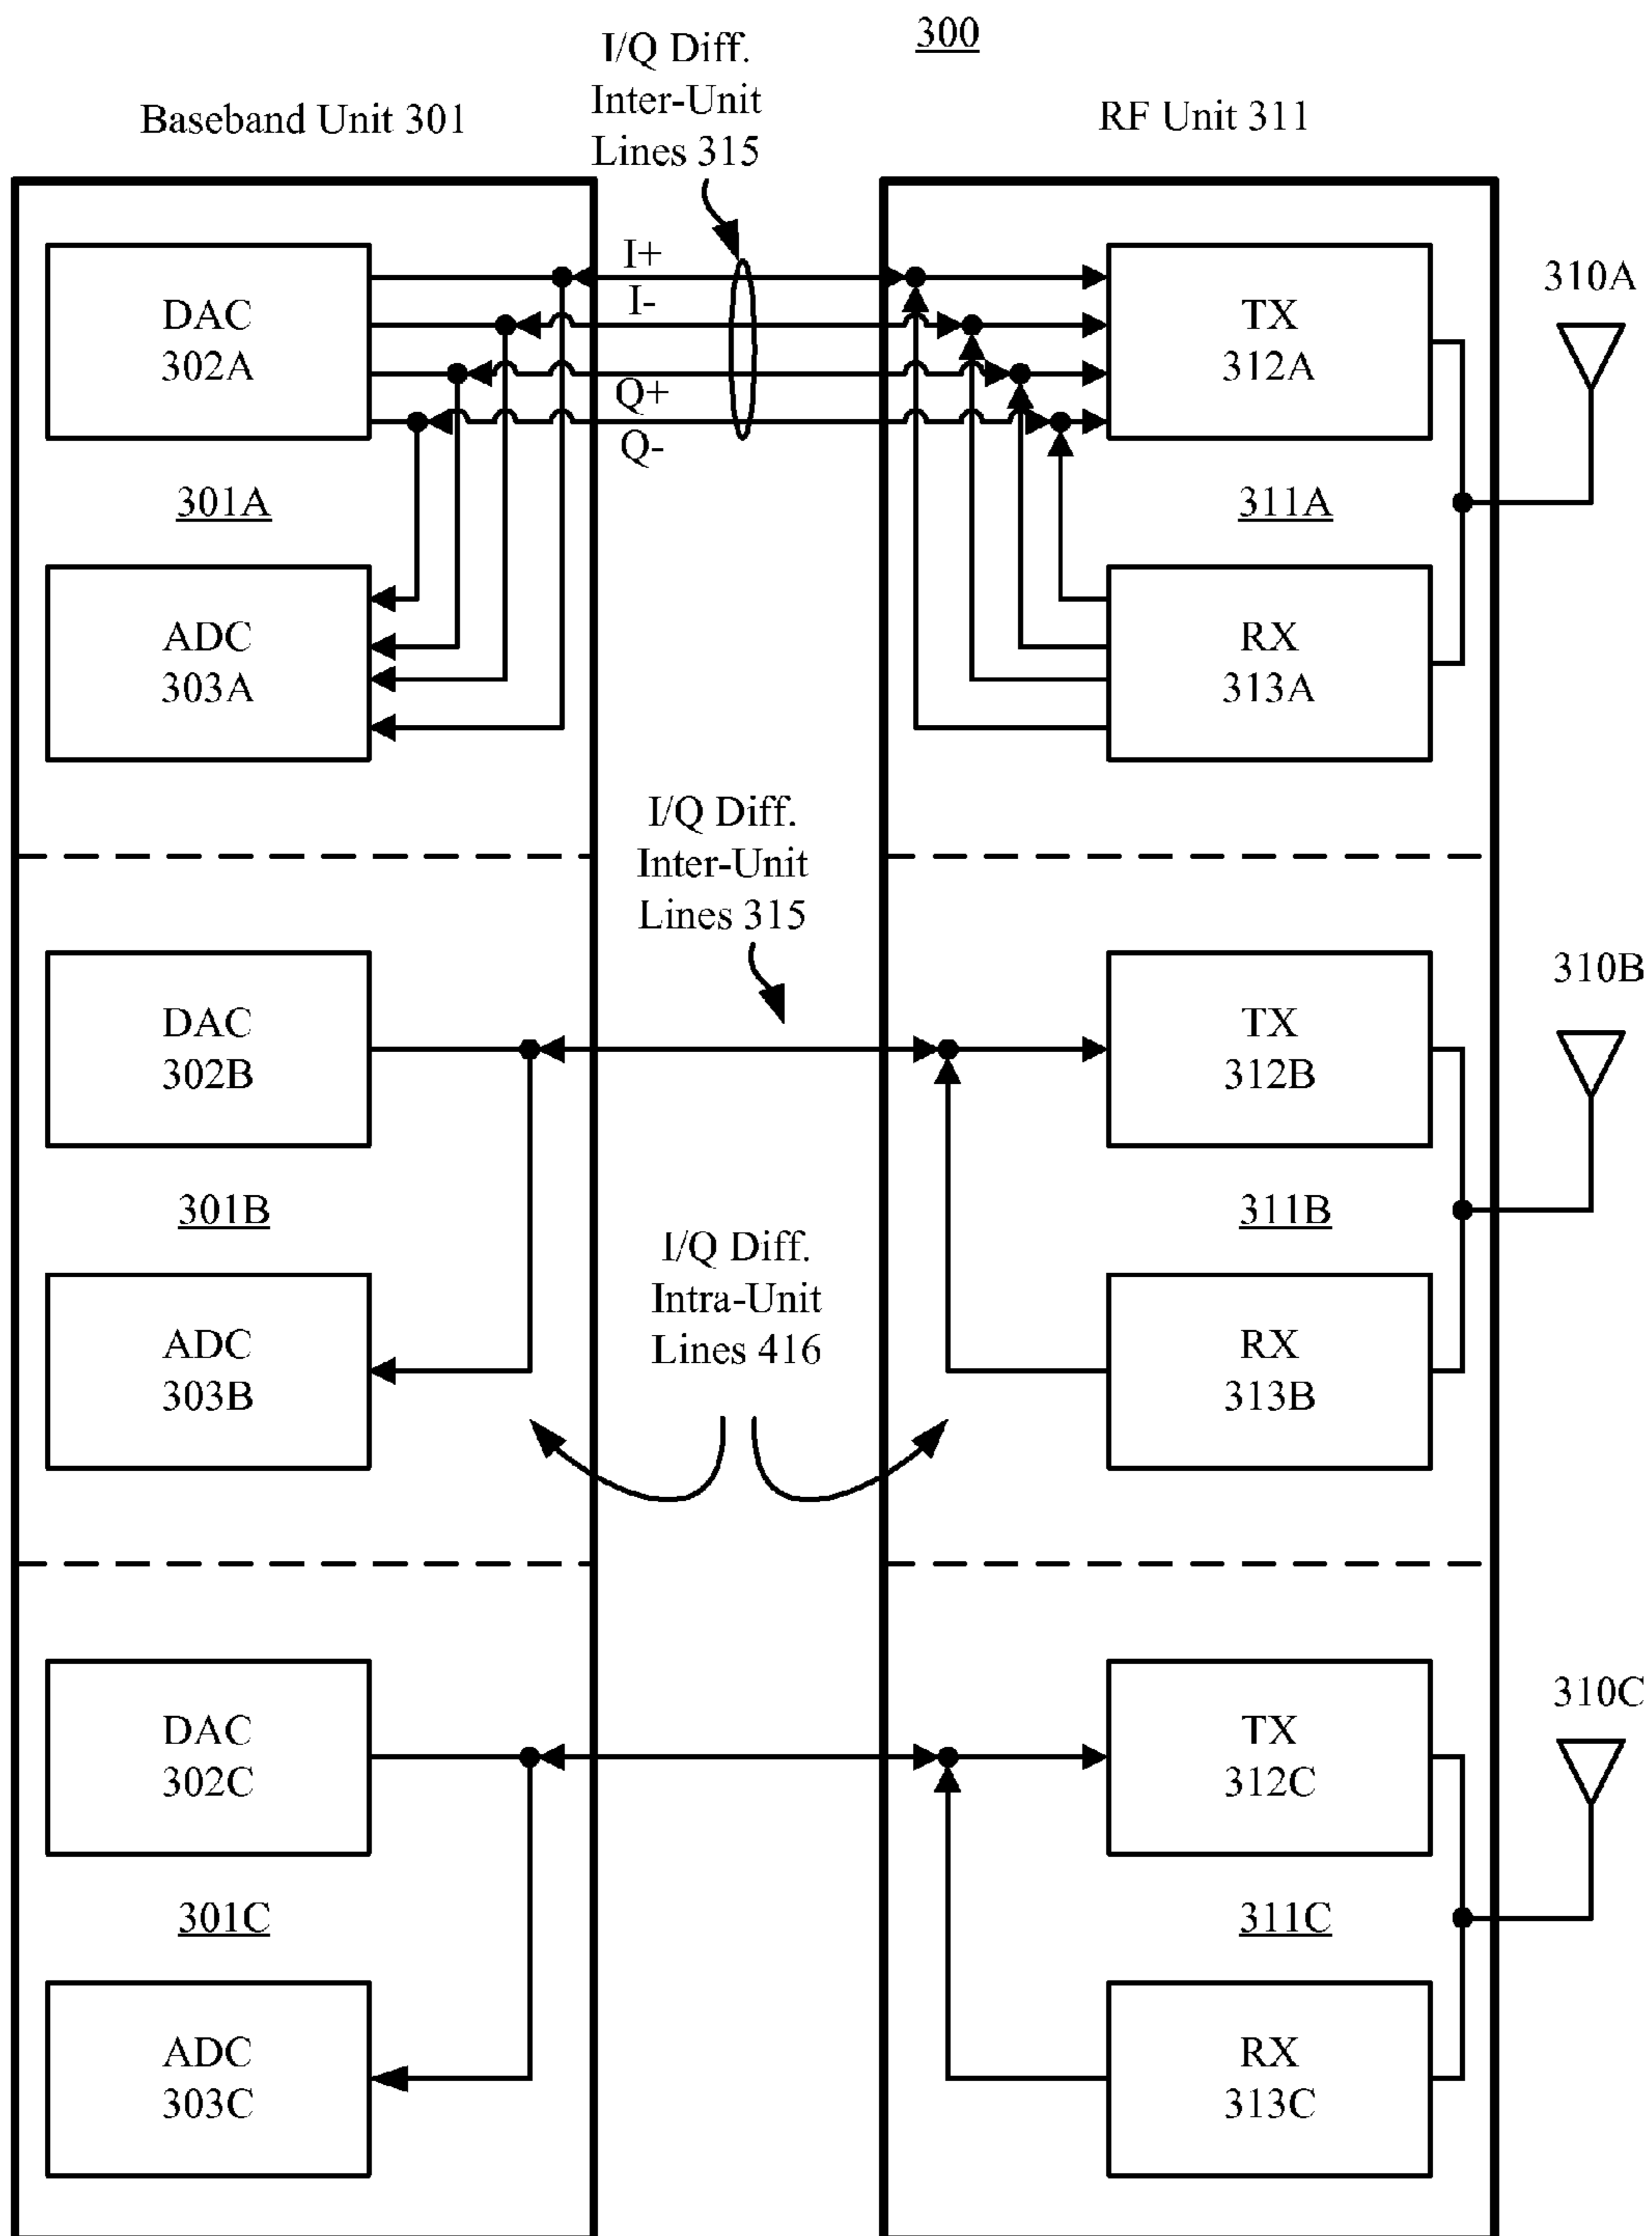 300
I/Q Diff.
Inter-Unit
Lines 315
Baseband Unit 301
RF Unit 311
I+
I-
Q+
Q-
DAC
302A
TX
312A
310A
301A
311A
ADC
303A
RX
313A
I/Q Diff.
Inter-Unit
Lines 315
DAC
302B
TX
312B
310B
301B
311B
I/Q Diff.
Intra-Unit
Lines 416
ADC
303B
RX
313B
DAC
302C
TX
312C
310C
301C
311C
ADC
303C
RX
313C